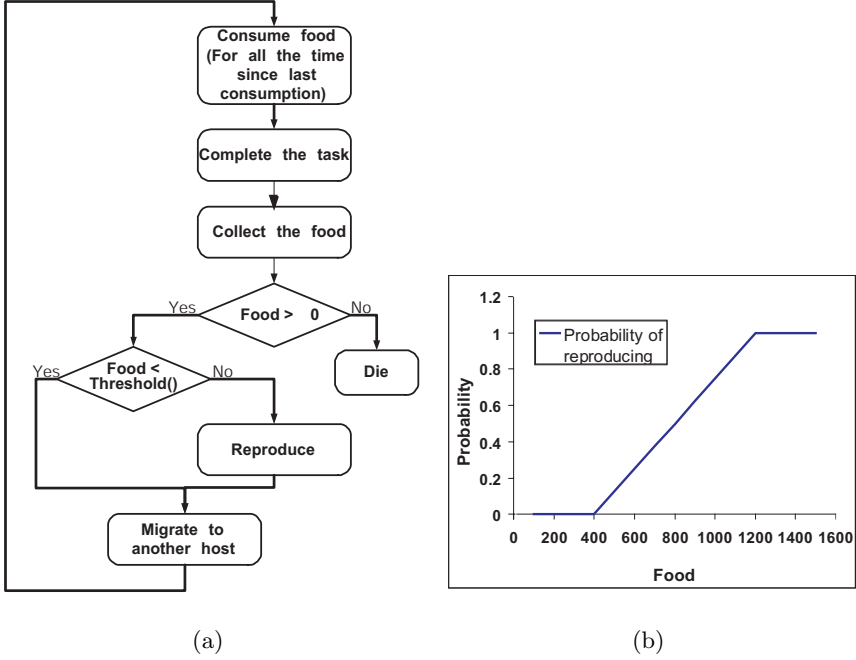 Consume food
(For all the time
since last
consumption)
Complete the task
Collect the food
Yes
Food > 0
No
Die
Yes
Food <
Threshold()
No
Reproduce
Migrate to
another host
(a)
1.2
1
0.8
0.6
0.4
0.2
0
Probability
Probability of
reproducing
0 200 400 600 800 1000 1200 1400 1600
Food
(b)